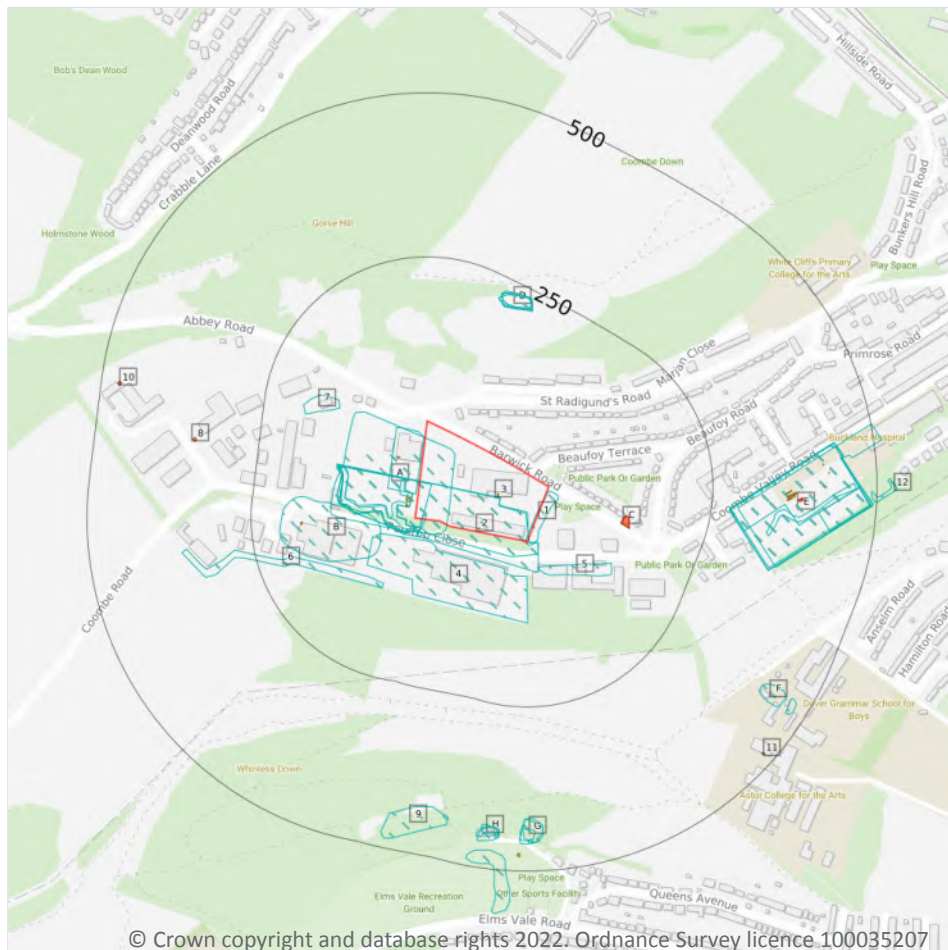 Hillside Road
Bob's Dean Wood
Deanwood Road
500
Coombe Down
Crabble Lane
Bunkers Hill Road
Gorse Hill
Holmstone Wood
White Cliffs Primary
College for the Arts
Play Space
D
250
Abbey Road
Primrose Road
Marjan Close
10
St Radigund's Road
7
Beaufoy Road
8
Buckland Hospital
Barwick Road
Beaufoy Terrace
A
Public Park Or Garden
Coombe Valley Road
12
3
E
1
Play Space
C
2
B
Close
6
5
Public Park Or Garden
4
Coombe Road
Anselm Road
Hamilton Road
F
Dover Grammar School for
Boys
11
Whinless Down
Astor College for the Arts
9
H
G
Play Space
Other Sports Facility
Elms Vale Recreation
Ground
Queens Avenue
Elms Vale Road
© Crown copyright and database rights 2022. Ordnance Survey licence 100035207